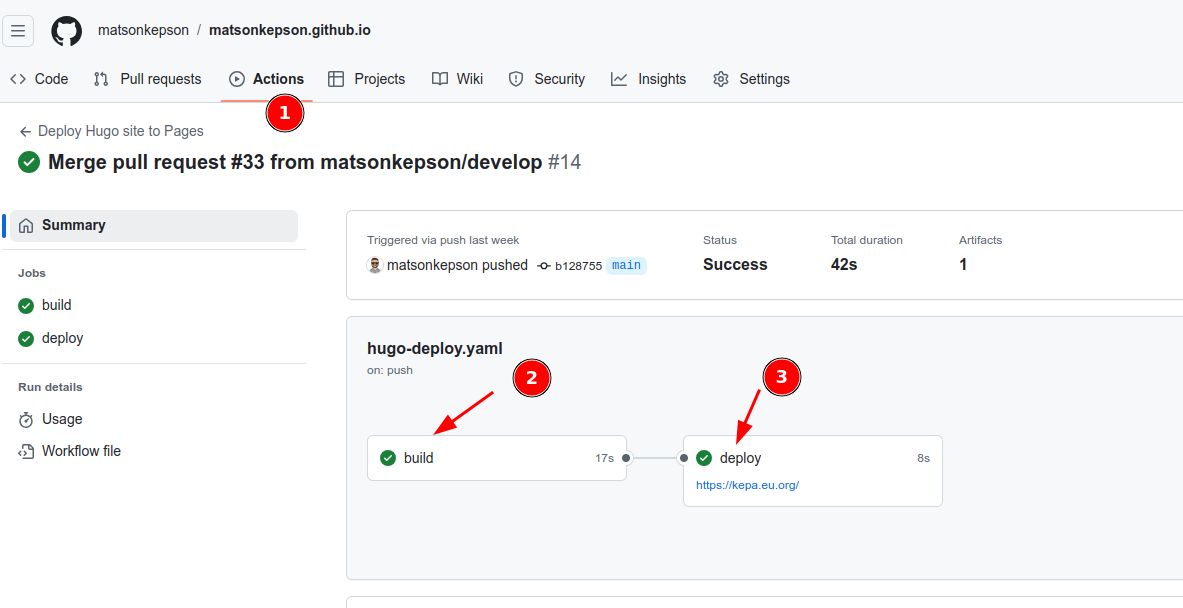 matsonkepson / matsonkepson.github.io
Code Pull requests Actions Projects Wiki Security Insights Settings
1
Deploy Hugo site to Pages
Merge pull request #33 from matsonkepson/develop #14
Summary
Jobs
build
deploy
Run details
Usage
Workflow file
Triggered via push last week
matsonkepson pushed b128755 main
Status
Success
Total duration
42s
Artifacts
1
hugo-deploy.yaml
on: push
2
3
build 17s
deploy 8s
https://kepa.eu.org/